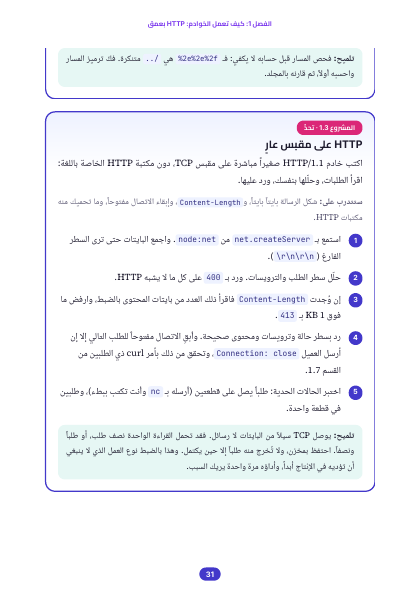 الفصل 1: كيف تعمل الخوادم: HTTP بعمق
تلميح: فحص المسار قبل حسابه لا يكفي: فـ %2e%2e%2f هي ../ متنكرة. فك ترميز المسار
واحسبه أولاً، ثم قارنه بالمجلد.
المشروع 1.3 · تحدٍّ
HTTP على مقبس عارٍ
اكتب خادم HTTP/1.1 صغيراً مباشرة على مقبس TCP، دون مكتبة HTTP الخاصة باللغة:
اقرأ الطلبات، وحلّلها بنفسك، ورد عليها.
ستتدرب على: شكل الرسالة بايتاً بايتاً، و Content-Length، وإبقاء الاتصال مفتوحاً، وما تحميك منه
مكتبات HTTP.
1 استمع بـ net.createServer من node:net، واجمع البايتات حتى ترى السطر
الفارغ (\r\n\r\n).
2 حلّل سطر الطلب والترويسات. ورد بـ 400 على كل ما لا يشبه HTTP.
3 إن وُجدت Content-Length فاقرأ ذلك العدد من بايتات المحتوى بالضبط، وارفض ما
فوق 1 KB بـ 413.
4 رد بسطر حالة وترويسات ومحتوى صحيحة. وأبقِ الاتصال مفتوحاً للطلب التالي إلا إن
أرسل العميل Connection: close، وتحقق من ذلك بأمر curl ذي الطلبين من
القسم 1.7.
5 اختبر الحالات الحدية: طلباً يصل على قطعتين (أرسله بـ nc وأنت تكتب ببطء)، وطلبين
في قطعة واحدة.
تلميح: يوصل TCP سيلاً من البايتات لا رسائل. فقد تحمل القراءة الواحدة نصف طلب، أو طلباً
ونصفاً. احتفظ بمخزن، ولا تُخرج منه طلباً إلا حين يكتمل. وهذا بالضبط نوع العمل الذي لا ينبغي
أن تؤديه في الإنتاج أبداً، وأداؤه مرة واحدة يريك السبب.
31